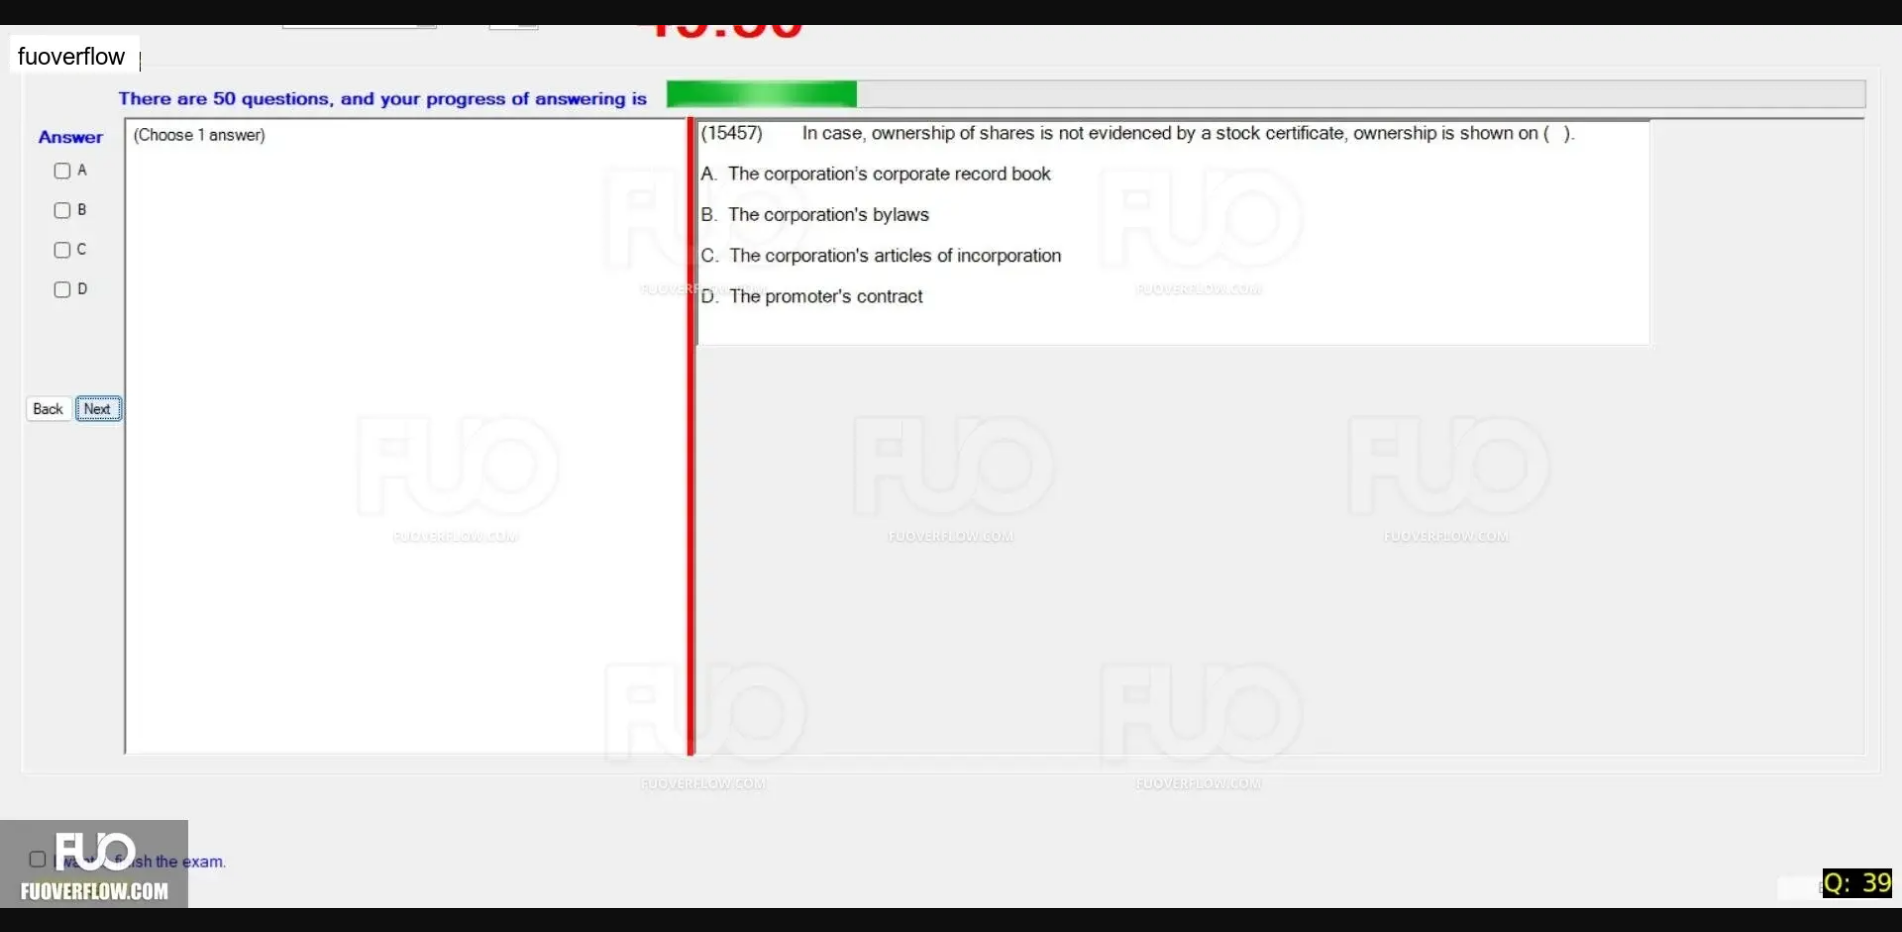 fuoverflow
There are 50 questions, and your progress of answering is
Answer
(Choose 1 answer)
A
B
C
D
Back Next
(15457) In case, ownership of shares is not evidenced by a stock certificate, ownership is shown on ( ).
A. The corporation's corporate record book
B. The corporation's bylaws
C. The corporation's articles of incorporation
D. The promoter's contract
FUO
FUOVERFLOW.COM
FUO
FUOVERFLOW.COM
FUO
FUOVERFLOW.COM
FUO
FUOVERFLOW.COM
FUO
FUOVERFLOW.COM
FUO
FUOVERFLOW.COM
FUO
FUOVERFLOW.COM
the exam.
FUO
FUOVERFLOW.COM
Q: 39